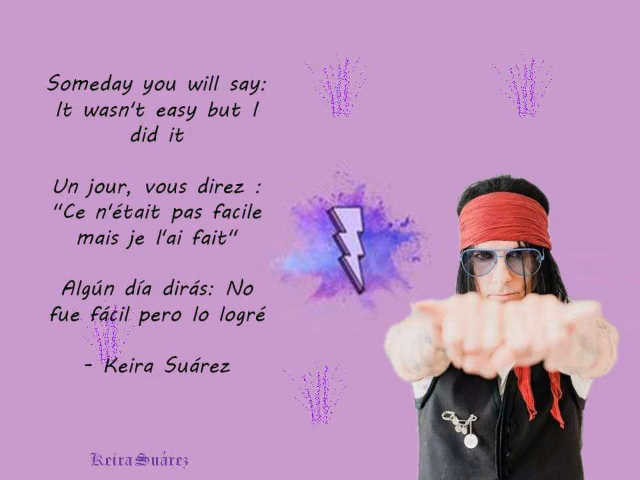 Someday you will say:
It wasn't easy but I
did it
Un jour, vous direz :
"Ce n'était pas facile
mais je l'ai fait"
Algún día dirás: No
fue fácil pero lo logré
- Keira Suárez
KeiraSuárez